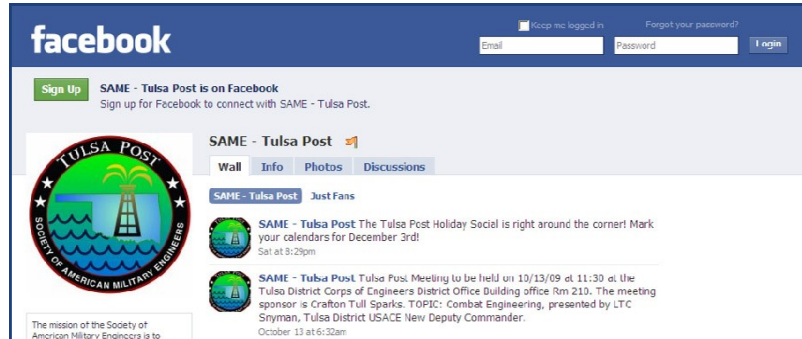 facebook
Keep me logged in
Forgot your password?
Email
Password
Login
Sign Up
SAME - Tulsa Post is on Facebook
Sign up for Facebook to connect with SAME - Tulsa Post.
TULSA POST
SOCIETY OF AMERICAN MILITARY ENGINEERS
SAME - Tulsa Post
Wall Info Photos Discussions
SAME - Tulsa Post Just Fans
SAME - Tulsa Post The Tulsa Post Holiday Social is right around the corner! Mark
your calendars for December 3rd!
Sat at 8:29pm
SAME - Tulsa Post Tulsa Post Meeting to be held on 10/13/09 at 11:30 at the
Tulsa District Corps of Engineers District Office Building office Rm 210. The meeting
sponsor is Crafton Tull Sparks. TOPIC: Combat Engineering, presented by LTC
Snyman, Tulsa District USACE New Deputy Commander.
October 13 at 6:32am
The mission of the Society of
American Military Engineers is to